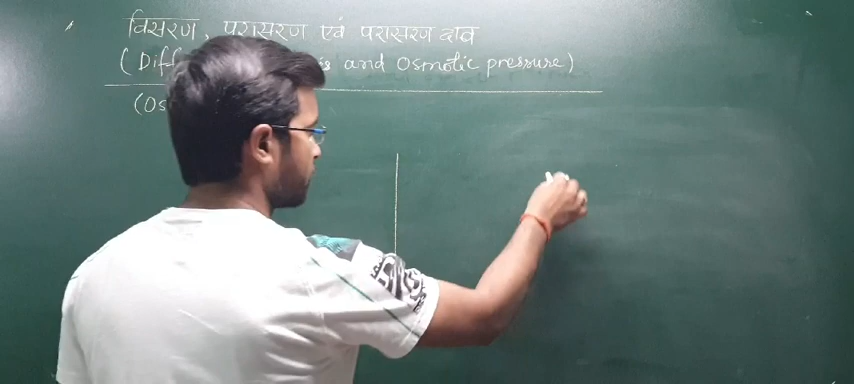 विसरण, परासरण एवं परासरण दाब
(Diff and Osmotic pressure)
(Os